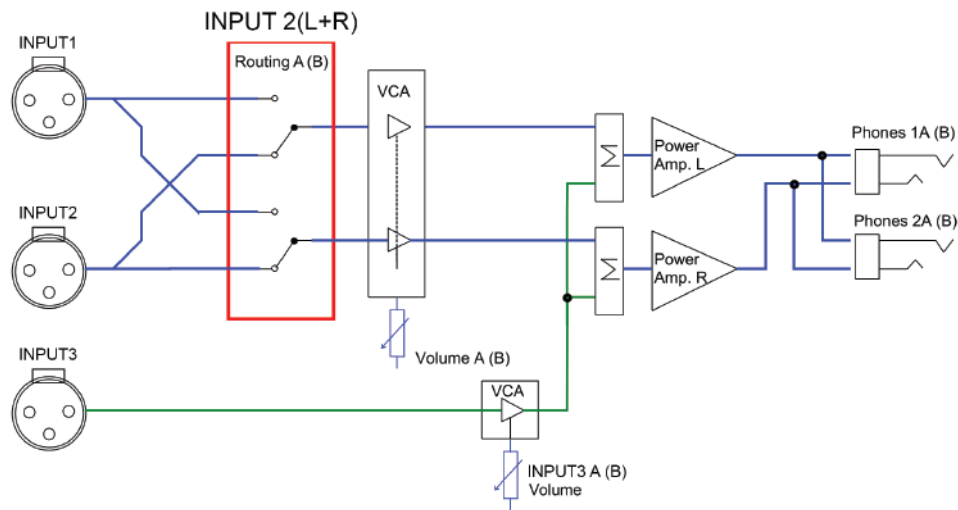 INPUT 2(L+R)
INPUT1
Routing A (B)
VCA
Phones 1A (B)
Σ
Power
Amp. L
INPUT2
Phones 2A (B)
Σ
Power
Amp. R
INPUT3
Volume A (B)
VCA
INPUT3 A (B)
Volume